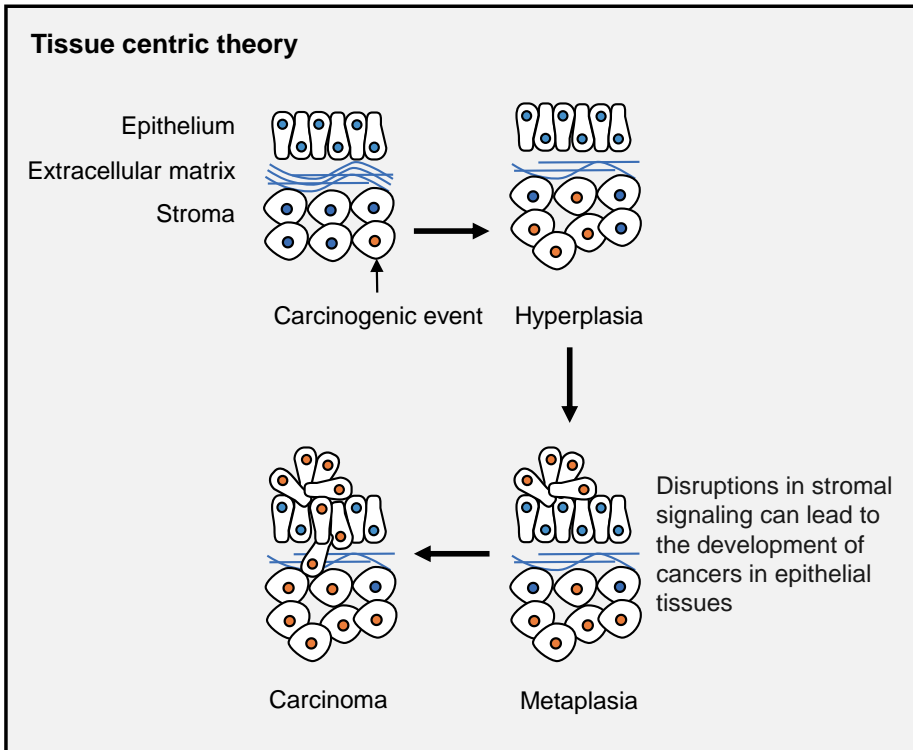 Tissue centric theory
Epithelium
Extracellular matrix
Stroma
Carcinogenic event
Hyperplasia
Disruptions in stromal
signaling can lead to
the development of
cancers in epithelial
tissues
Carcinoma
Metaplasia